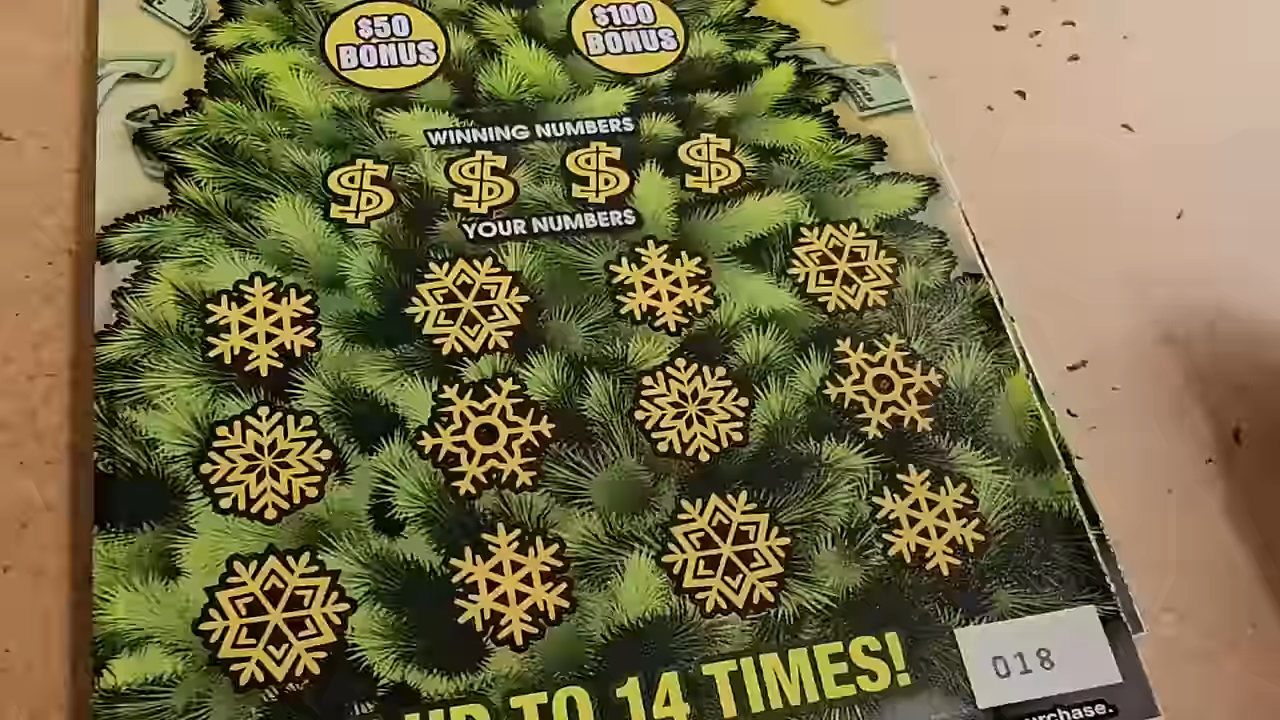 $50
BONUS
$100
BONUS
WINNING NUMBERS
$ $ $ $
YOUR NUMBERS
UP TO 14 TIMES!
018